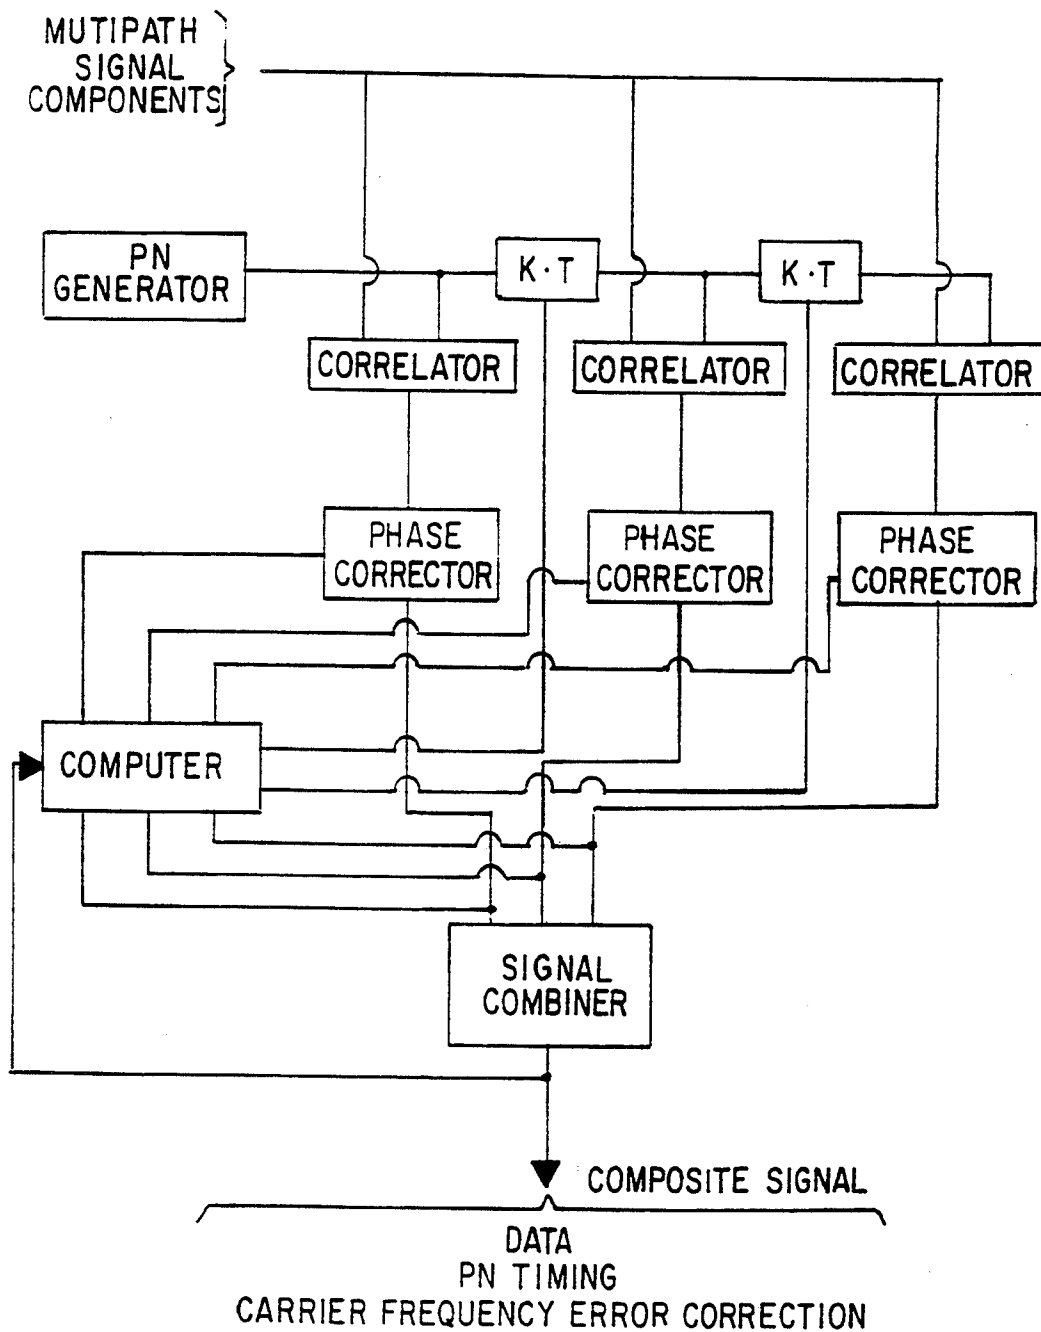 MUTIPATH
SIGNAL
COMPONENTS
PN
GENERATOR
K·T
K·T
CORRELATOR
CORRELATOR
CORRELATOR
PHASE
CORRECTOR
PHASE
CORRECTOR
PHASE
CORRECTOR
COMPUTER
SIGNAL
COMBINER
COMPOSITE SIGNAL
DATA
PN TIMING
CARRIER FREQUENCY ERROR CORRECTION